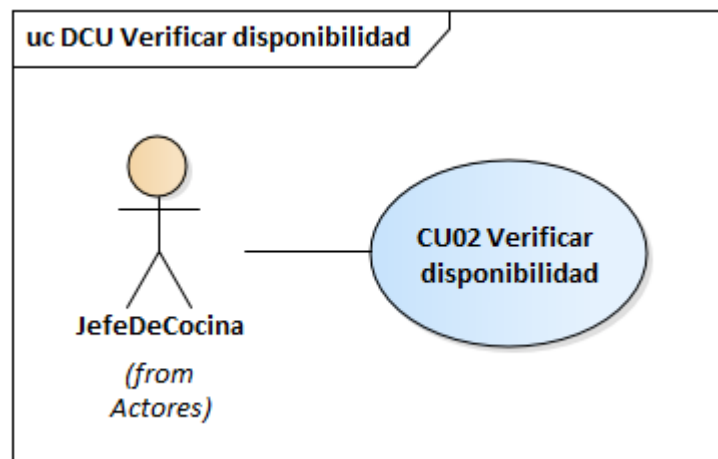 uc DCU Verificar disponibilidad
CU02 Verificar
disponibilidad
JefeDeCocina
(from
Actores)